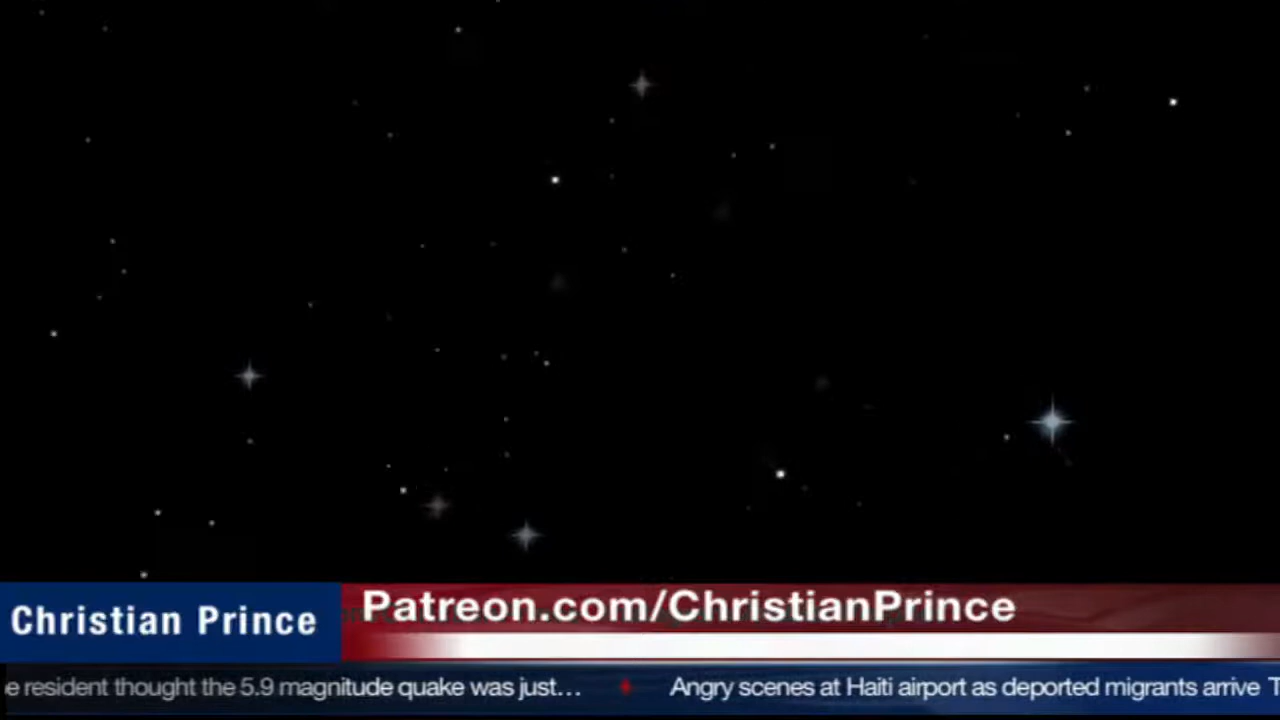 Patreon.com/ChristianPrince
Christian Prince
e resident thought the 5.9 magnitude quake was just... ♦ Angry scenes at Haiti airport as deported migrants arrive T